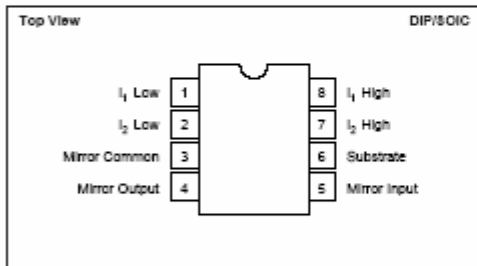 Top View DIP/SOIC
I₁ Low 1 8 I₁ High
I₂ Low 2 7 I₂ High
Mirror Common 3 6 Substrate
Mirror Output 4 5 Mirror Input